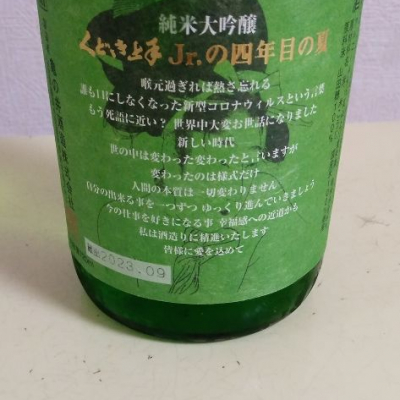 純米大吟醸
くどき上手 Jr.の四年目の夏
喉元過ぎれば熱さ忘れる
誰も口にしなくなった新型コロナウィルスという言葉
もう死語に近い？ 世界中大変お世話になりました
新しい時代
世の中は変わった変わったと言いますが
変わったのは様式だけ
人間の本質は一切変わりません
自分の出来る事を一つずつ ゆっくり進んでいきましょう
今の仕事を好きになる事 幸福感への近道かも
私は酒造りに精進いたします
皆様に愛を込めて
2023.09